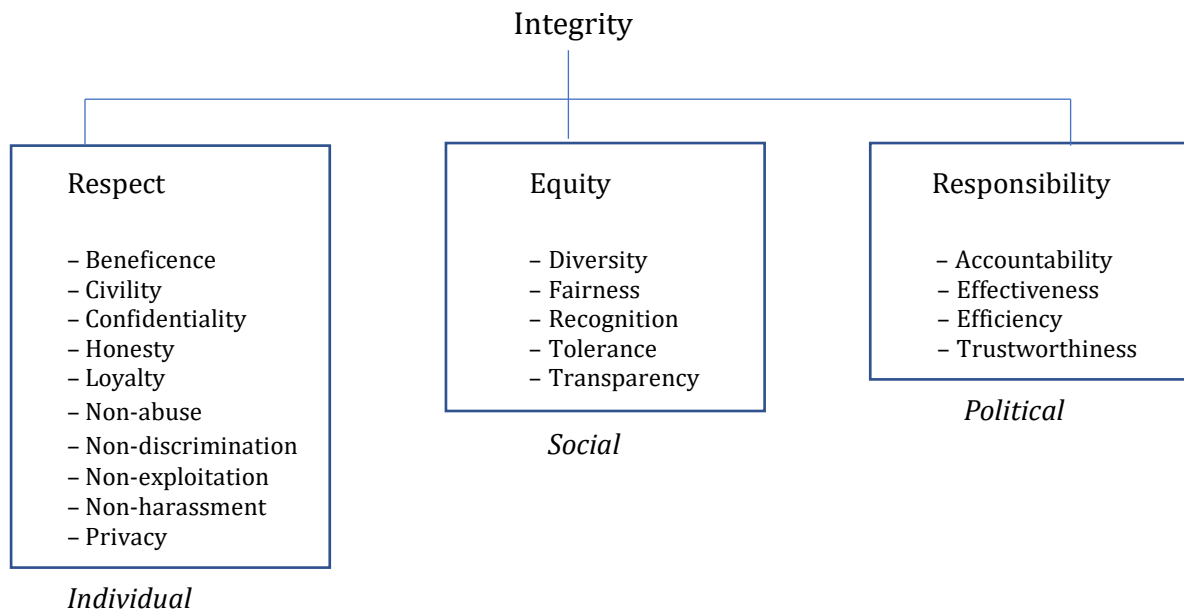 Integrity
Respect
– Beneficence
– Civility
– Confidentiality
– Honesty
– Loyalty
– Non-abuse
– Non-discrimination
– Non-exploitation
– Non-harassment
– Privacy
Individual
Equity
– Diversity
– Fairness
– Recognition
– Tolerance
– Transparency
Social
Responsibility
– Accountability
– Effectiveness
– Efficiency
– Trustworthiness
Political